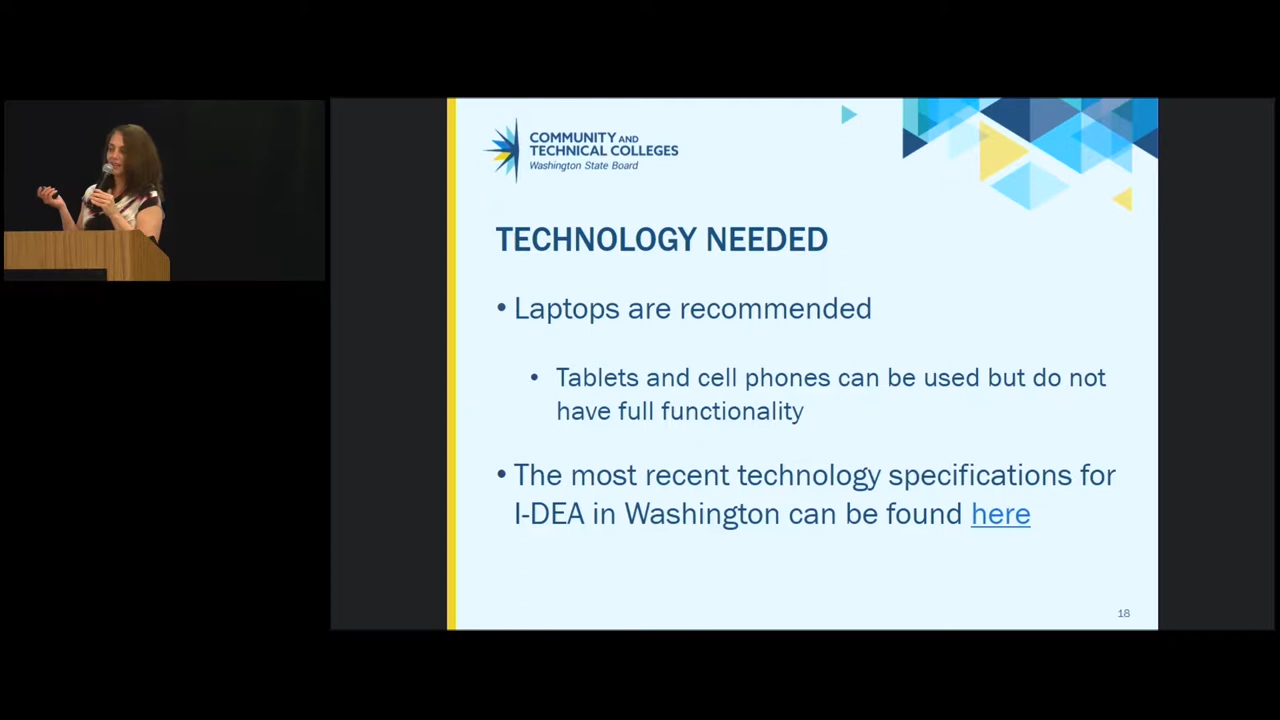 COMMUNITY AND
TECHNICAL COLLEGES
Washington State Board
TECHNOLOGY NEEDED
• Laptops are recommended
• Tablets and cell phones can be used but do not
have full functionality
• The most recent technology specifications for
I-DEA in Washington can be found here
18